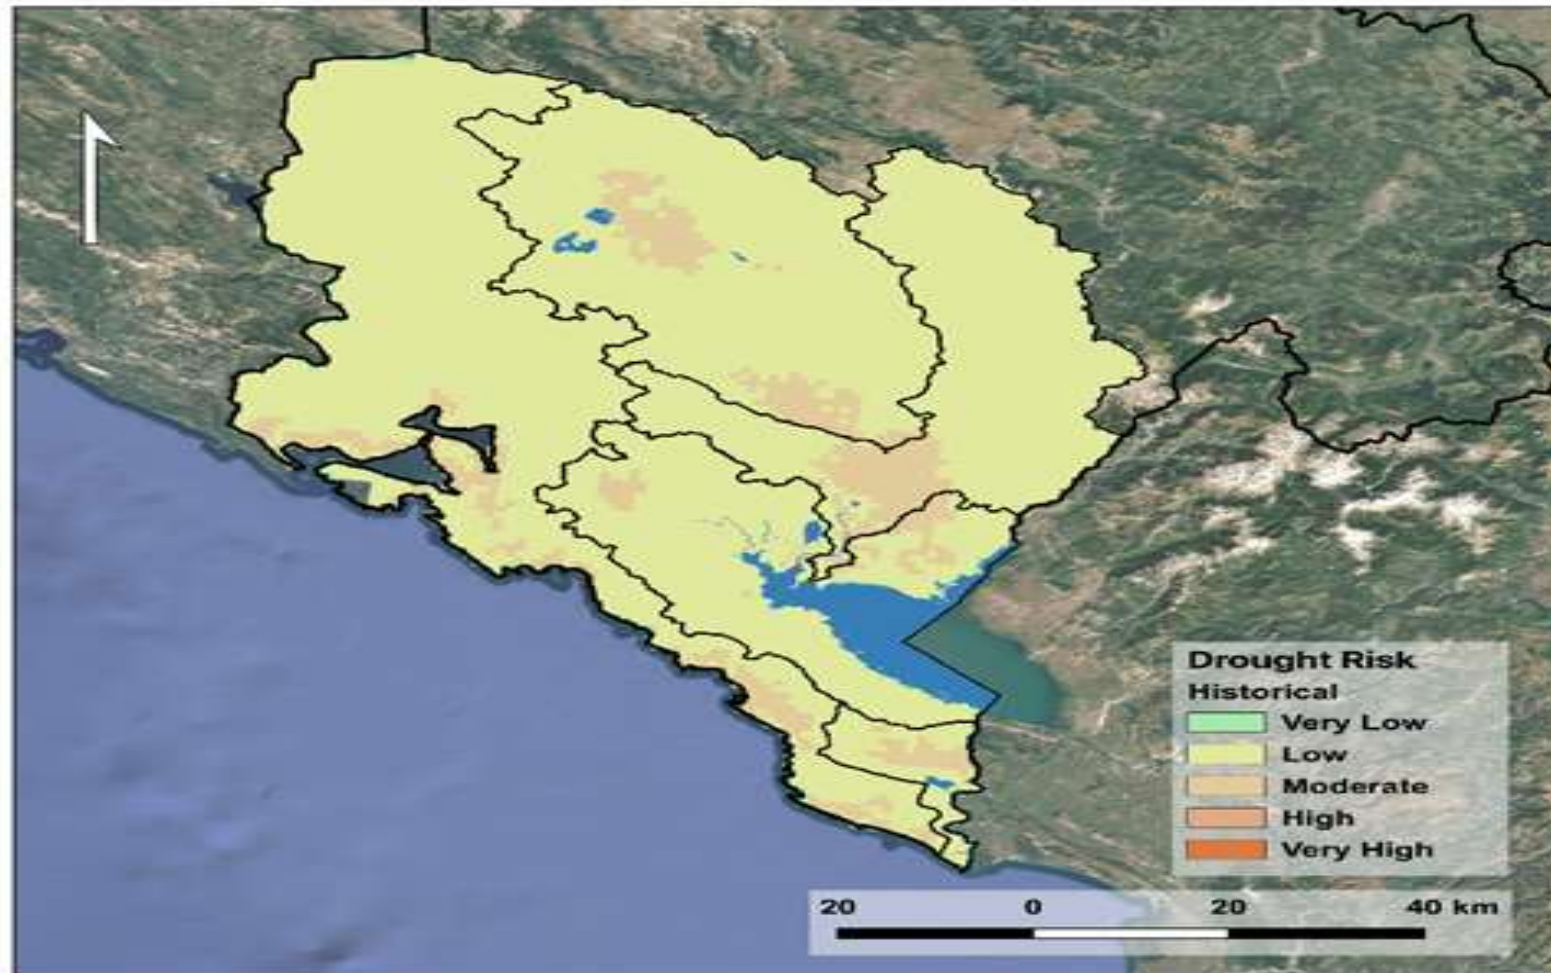 Drought Risk
Historical
Very Low
Low
Moderate
High
Very High
20 0 20 40 km